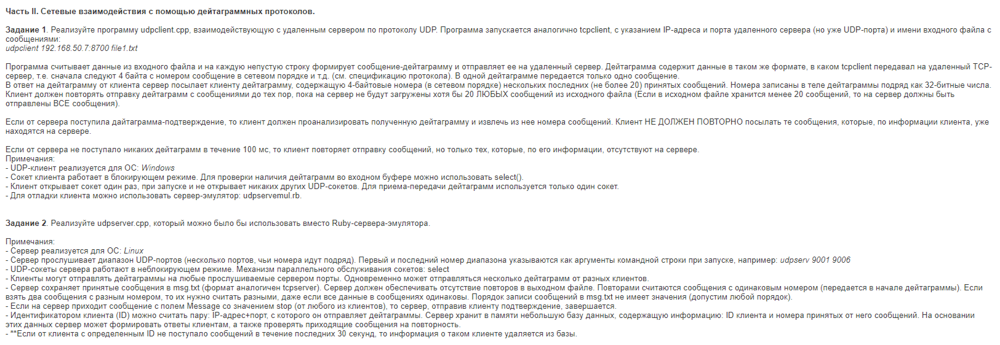 Часть II. Сетевые взаимодействия с помощью дейтаграммных протоколов.
Задание 1. Реализуйте программу udpclient.cpp, взаимодействующую с удаленным сервером по протоколу UDP. Программа запускается аналогично tcpclient, с указанием IP-адреса и порта удаленного сервера (но уже UDP-порта) и имени входного файла с
сообщениями:
udpclient 192.168.50.7:8700 file1.txt
Программа считывает данные из входного файла и на каждую непустую строку формирует сообщение-дейтаграмму и отправляет ее на удаленный сервер. Дейтаграмма содержит данные в таком же формате, в каком tcpclient передавал на удаленный TCP-
сервер, т.е. сначала следуют 4 байта с номером сообщение в сетевом порядке и т.д. (см. спецификацию протокола). В одной дейтаграмме передается только одно сообщение.
В ответ на дейтаграмму от клиента сервер посылает клиенту дейтаграмму, содержащую 4-байтовые номера (в сетевом порядке) нескольких последних (не более 20) принятых сообщений. Номера записаны в теле дейтаграммы подряд как 32-битные числа.
Клиент должен повторять отправку дейтаграмм с сообщениями до тех пор, пока на сервер не будут загружены хотя бы 20 ЛЮБЫХ сообщений из исходного файла (Если в исходном файле хранится менее 20 сообщений, то на сервер должны быть
отправлены ВСЕ сообщения).
Если от сервера поступила дайтаграмма-подтверждение, то клиент должен проанализировать полученную дейтаграмму и извлечь из нее номера сообщений. Клиент НЕ ДОЛЖЕН ПОВТОРНО посылать те сообщения, которые, по информации клиента, уже
находятся на сервере.
Если от сервера не поступало никаких дейтаграмм в течение 100 мс, то клиент повторяет отправку сообщений, но только тех, которые, по его информации, отсутствуют на сервере.
Примечания:
- UDP-клиент реализуется для ОС: Windows
- Сокет клиента работает в блокирующем режиме. Для проверки наличия дейтаграмм во входном буфере можно использовать select().
- Клиент открывает сокет один раз, при запуске и не открывает никаких других UDP-сокетов. Для приема-передачи дейтаграмм используется только один сокет.
- Для отладки клиента можно использовать сервер-эмулятор: udpservemul.rb.
Задание 2. Реализуйте udpserver.cpp, который можно было бы использовать вместо Ruby-сервера-эмулятора.
Примечания:
- Сервер реализуется для ОС: Linux
- Сервер прослушивает диапазон UDP-портов (несколько портов, чьи номера идут подряд). Первый и последний номер диапазона указываются как аргументы командной строки при запуске, например: udpserv 9001 9006
- UDP-сокеты сервера работают в неблокирующем режиме. Механизм параллельного обслуживания сокетов: select
- Клиенты могут отправлять дейтаграммы на любые прослушиваемые сервером порты. Одновременно может отправляться несколько дейтаграмм от разных клиентов.
- Сервер сохраняет принятые сообщения в msg.txt (формат аналогичен tcpserver). Сервер должен обеспечивать отсутствие повторов в выходном файле. Повторами считаются сообщения с одинаковым номером (передается в начале дейтаграммы). Если
взять два сообщения с разным номером, то их нужно считать разными, даже если все данные в сообщениях одинаковы. Порядок записи сообщений в msg.txt не имеет значения (допустим любой порядок).
- Если на сервер приходит сообщение с полем Message со значением stop (от любого из клиентов), то сервер, отправив клиенту подтверждение, завершается.
- Идентификатором клиента (ID) можно считать пару: IP-адрес+порт, с которого он отправляет дейтаграммы. Сервер хранит в памяти небольшую базу данных, содержащую информацию: ID клиента и номера принятых от него сообщений. На основании
этих данных сервер может формировать ответы клиентам, а также проверять приходящие сообщения на повторность.
- **Если от клиента с определенным ID не поступало сообщений в течение последних 30 секунд, то информация о таком клиенте удаляется из базы.